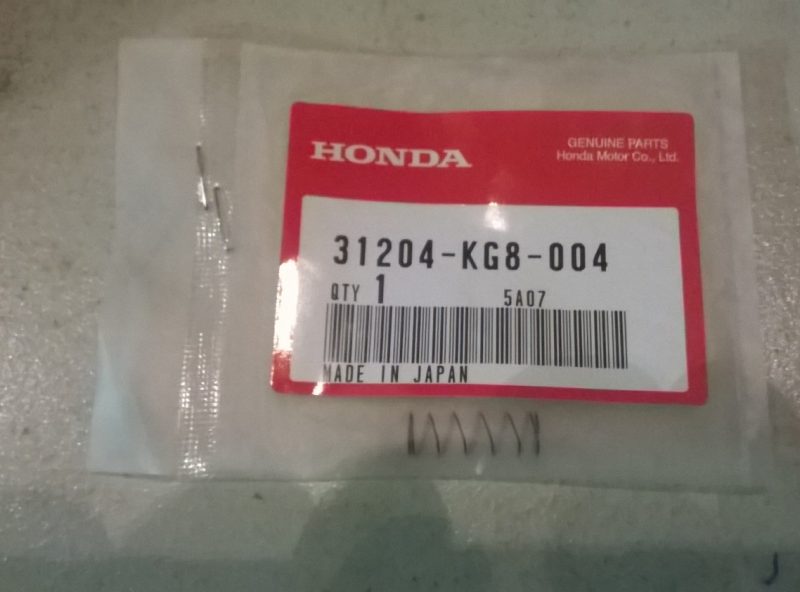 HONDA
GENUINE PARTS
Honda Motor Co., Ltd.
31204-KG8-004
QTY 1 5A07
MADE IN JAPAN